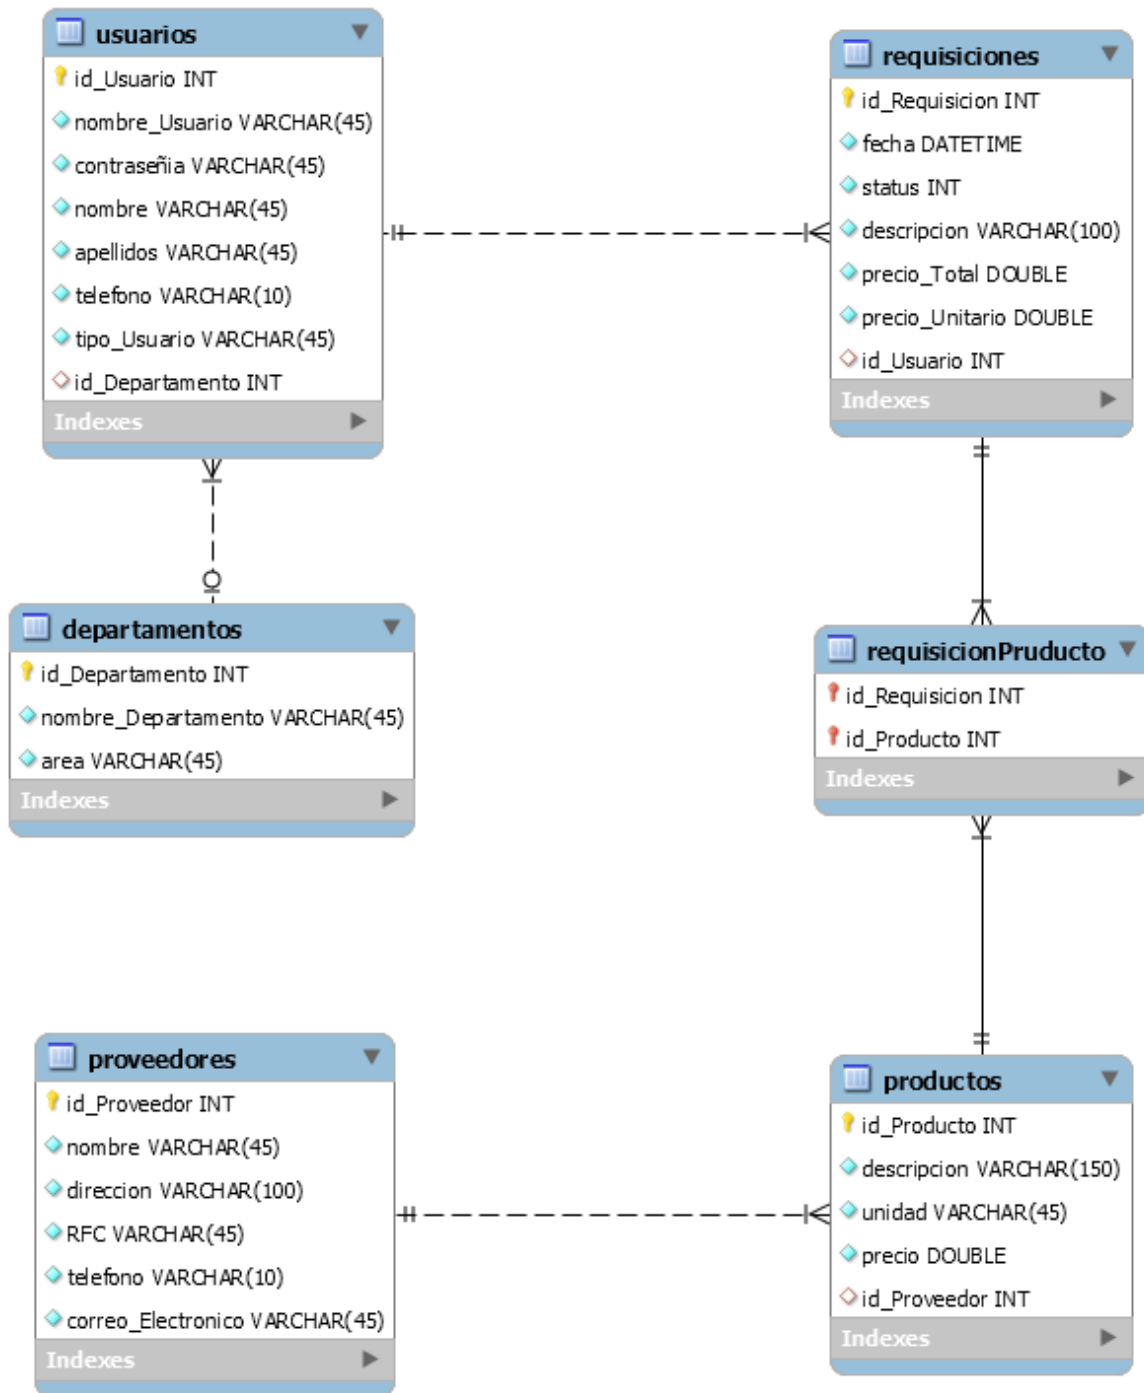 usuarios
id_Usuario INT
nombre_Usuario VARCHAR(45)
contraseñia VARCHAR(45)
nombre VARCHAR(45)
apellidos VARCHAR(45)
telefono VARCHAR(10)
tipo_Usuario VARCHAR(45)
id_Departamento INT
Indexes
requisiciones
id_Requisicion INT
fecha DATETIME
status INT
descripcion VARCHAR(100)
precio_Total DOUBLE
precio_Unitario DOUBLE
id_Usuario INT
Indexes
departamentos
id_Departamento INT
nombre_Departamento VARCHAR(45)
area VARCHAR(45)
Indexes
requisicionPruducto
id_Requisicion INT
id_Producto INT
Indexes
proveedores
id_Proveedor INT
nombre VARCHAR(45)
direccion VARCHAR(100)
RFC VARCHAR(45)
telefono VARCHAR(10)
correo_Electronico VARCHAR(45)
Indexes
productos
id_Producto INT
descripcion VARCHAR(150)
unidad VARCHAR(45)
precio DOUBLE
id_Proveedor INT
Indexes